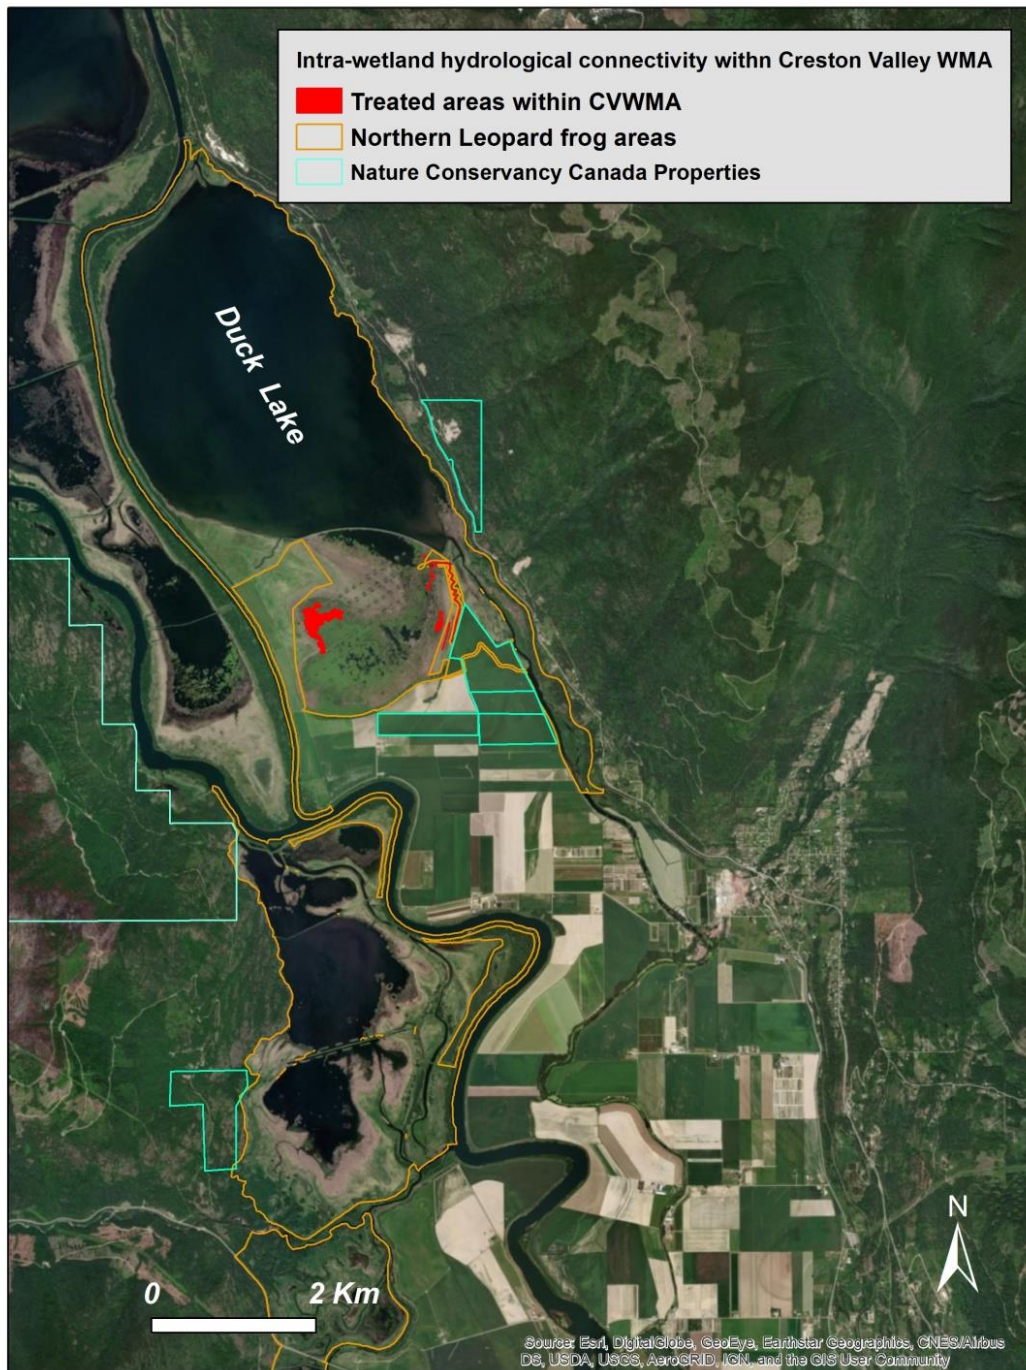 Intra-wetland hydrological connectivity withn Creston Valley WMA
Treated areas within CVWMA
Northern Leopard frog areas
Nature Conservancy Canada Properties
Duck Lake
N
0 2 Km
Source: Esri, DigitalGlobe, GeoEye, Earthstar Geographics, CNES/Airbus
DS, USDA, USGS, AeroGRID, IGN, and the GIS User Community